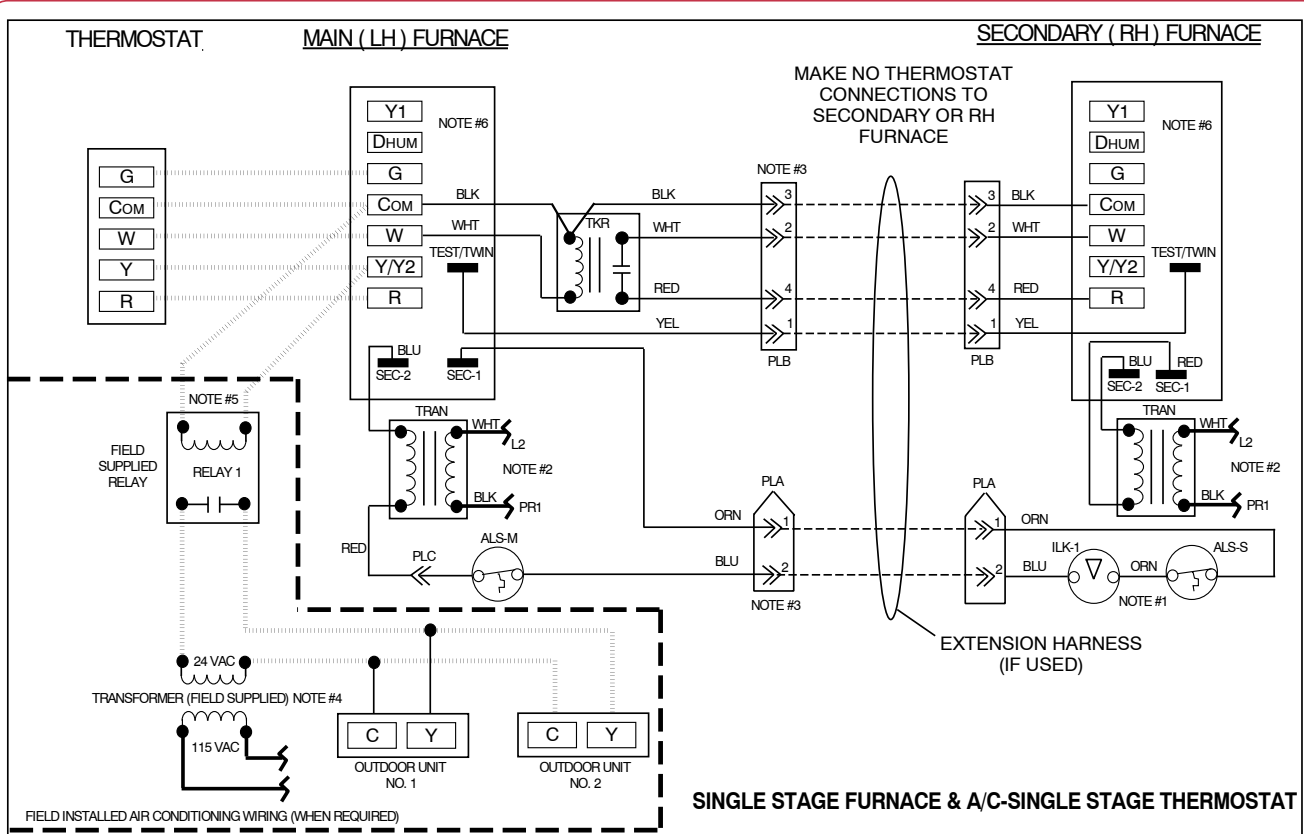 THERMOSTAT
MAIN ( LH ) FURNACE
SECONDARY ( RH ) FURNACE
MAKE NO THERMOSTAT
CONNECTIONS TO
SECONDARY OR RH
FURNACE
G
COM
W
Y
R
Y1
DHUM
G
COM
W
Y/Y2
R
NOTE #6
TEST/TWIN
BLU
SEC-2
SEC-1
BLK
WHT
TKR
BLK
WHT
RED
YEL
NOTE #3
3
2
4
1
PLB
3
2
4
1
PLB
BLK
WHT
RED
YEL
Y1
DHUM
G
COM
W
Y/Y2
R
NOTE #6
TEST/TWIN
BLU
RED
SEC-2
SEC-1
TRAN
WHT
L2
NOTE #2
BLK
PR1
TRAN
WHT
L2
NOTE #2
BLK
PR1
RED
PLC
ALS-M
ORN
BLU
PLA
1
2
NOTE #3
PLA
1
2
ORN
BLU
ILK-1
ORN
ALS-S
NOTE #1
EXTENSION HARNESS
(IF USED)
NOTE #5
FIELD
SUPPLIED
RELAY
RELAY 1
24 VAC
TRANSFORMER (FIELD SUPPLIED) NOTE #4
115 VAC
C
Y
OUTDOOR UNIT
NO. 1
C
Y
OUTDOOR UNIT
NO. 2
FIELD INSTALLED AIR CONDITIONING WIRING (WHEN REQUIRED)
SINGLE STAGE FURNACE & A/C-SINGLE STAGE THERMOSTAT